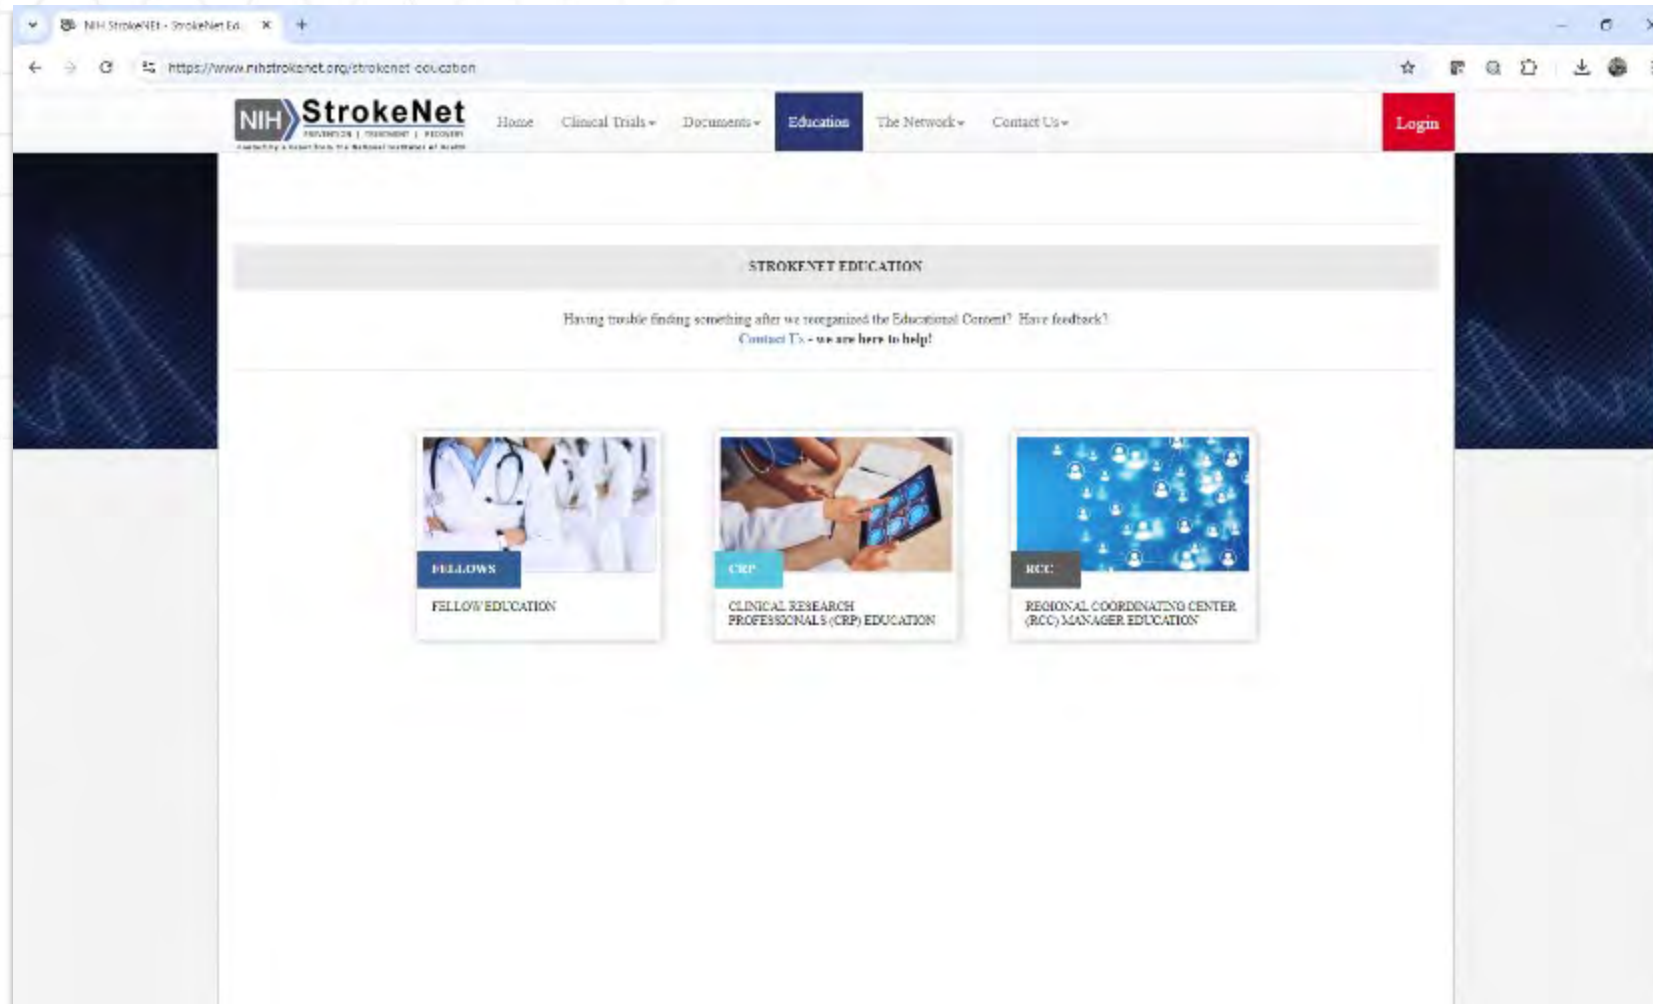 NIH StrokeNEt - StrokeNet Ed
https://www.nihstrokenet.org/strokenet-education
NIH StrokeNet
PREVENTION | TREATMENT | RECOVERY
Home Clinical Trials Documents Education The Network Contact Us Login
STROKENET EDUCATION
Having trouble finding something after we reorganized the Educational Content? Have feedback?
Contact Us - we are here to help!
FELLOWS
FELLOW EDUCATION
CRP
CLINICAL RESEARCH
PROFESSIONALS (CRP) EDUCATION
RCC
REGIONAL COORDINATING CENTER
(RCC) MANAGER EDUCATION